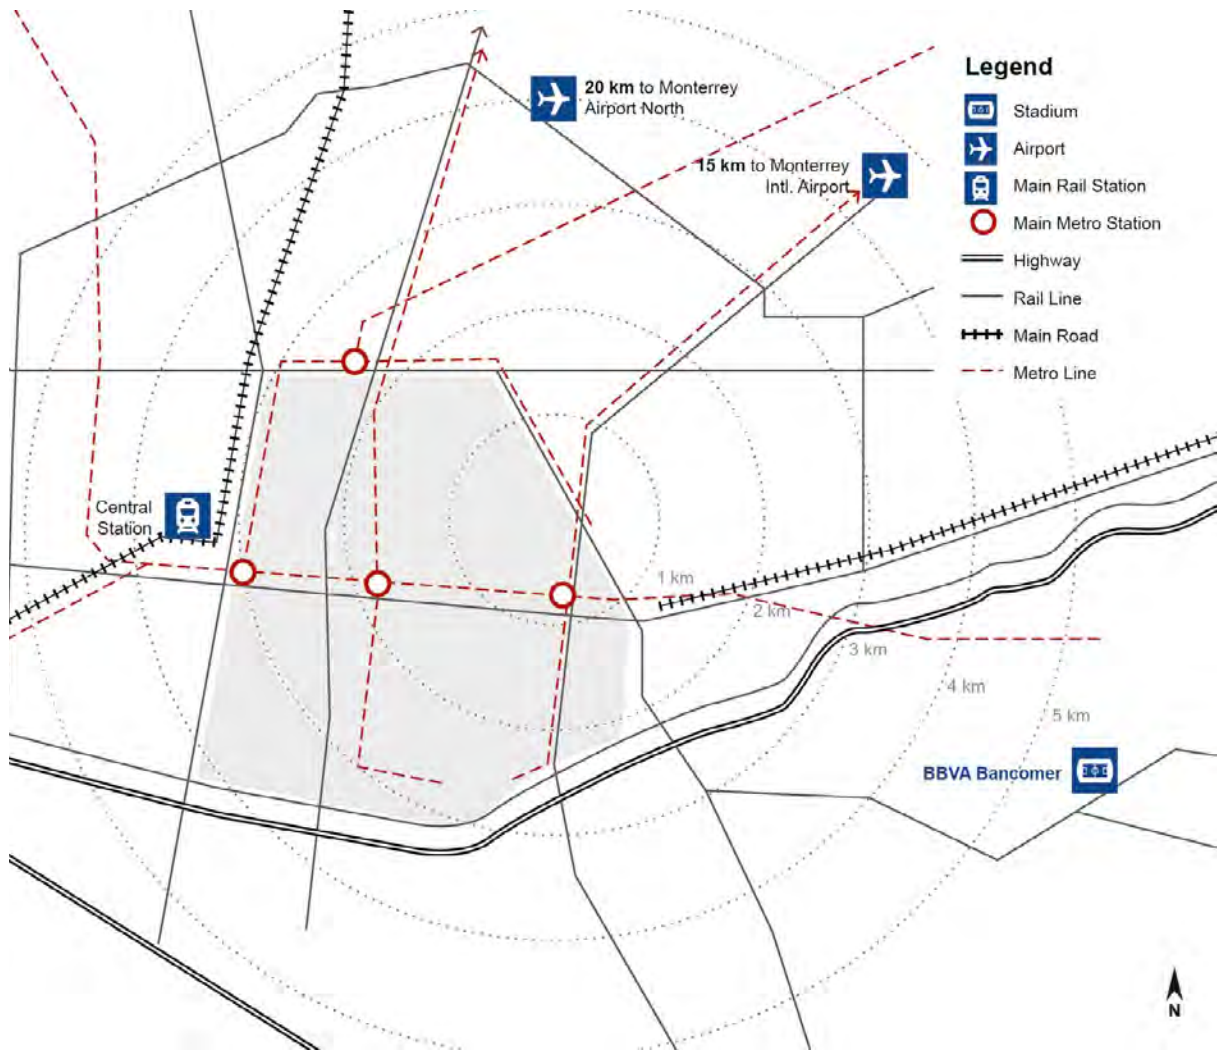 20 km to Monterrey
Airport North
15 km to Monterrey
Intl. Airport
Legend
Stadium
Airport
Main Rail Station
Main Metro Station
Highway
Rail Line
Main Road
Metro Line
Central
Station
1 km
2 km
3 km
4 km
5 km
BBVA Bancomer
N